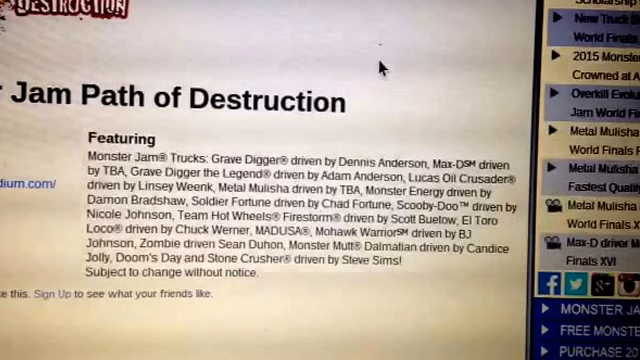 DESTRUCTION
Jam Path of Destruction
Featuring
Monster Jam® Trucks: Grave Digger® driven by Dennis Anderson, Max-D℠ driven
by TBA, Grave Digger the Legend® driven by Adam Anderson, Lucas Oil Crusader®
driven by Linsey Weenk, Metal Mulisha driven by TBA, Monster Energy driven by
Damon Bradshaw, Soldier Fortune driven by Chad Fortune, Scooby-Doo™ driven by
Nicole Johnson, Team Hot Wheels® Firestorm® driven by Scott Buetow, El Toro
Loco® driven by Chuck Werner, MADUSA®, Mohawk Warrior℠ driven by BJ
Johnson, Zombie driven Sean Duhon, Monster Mutt® Dalmatian driven by Candice
Jolly, Doom's Day and Stone Crusher® driven by Steve Sims!
Subject to change without notice.
dium.com/
this. Sign Up to see what your friends like.
Scholarship
New Truck
World Finals
2015 Monster
Crowned at
Overkill
Jam World
Metal Mulisha
World Finals
Metal Mulisha
Fastest
Metal Mulisha
World Finals
Max-D driver
Finals XVI
MONSTER
FREE
PURCHASE